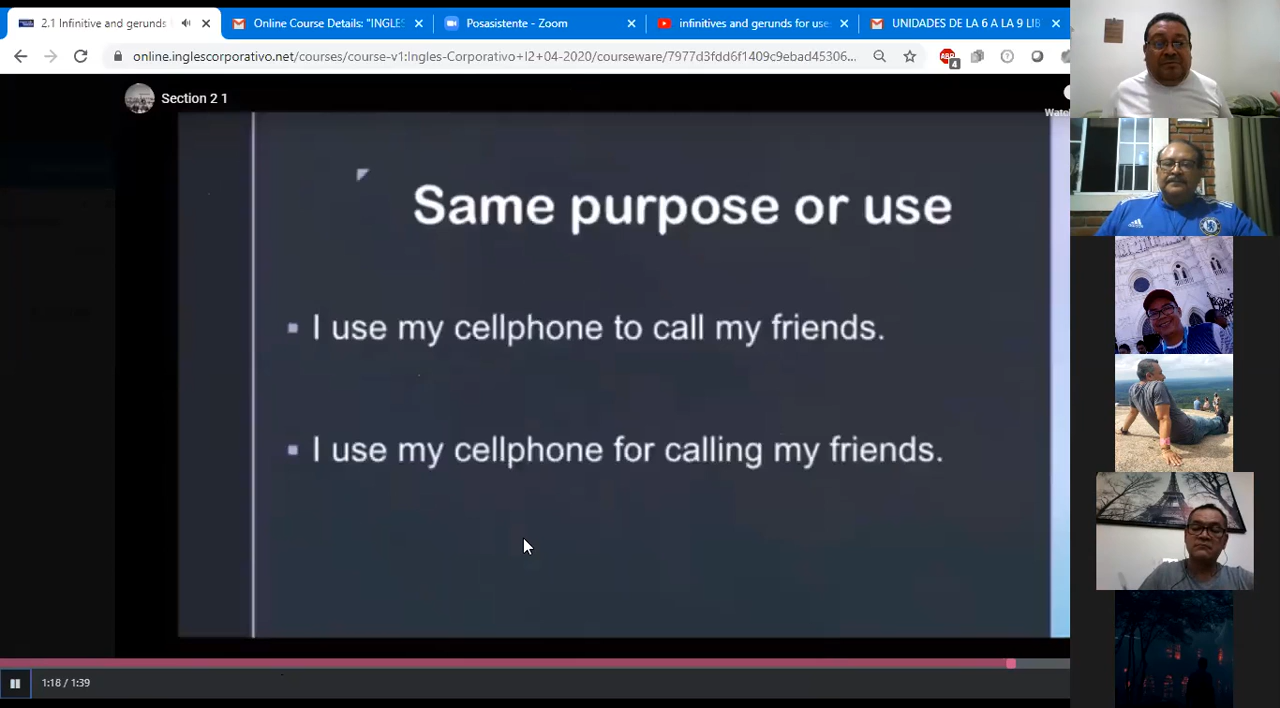 2.1 Infinitive and gerunds
Online Course Details: "INGLES
Posasistente - Zoom
infinitives and gerunds for use
UNIDADES DE LA 6 A LA 9 LIB
online.inglescorporativo.net/courses/course-v1:Ingles-Corporativo+I2+04-2020/courseware/7977d3fdd6f1409c9ebad45306...
4
Section 2 1
Watch
Same purpose or use
I use my cellphone to call my friends.
I use my cellphone for calling my friends.
1:18 / 1:39